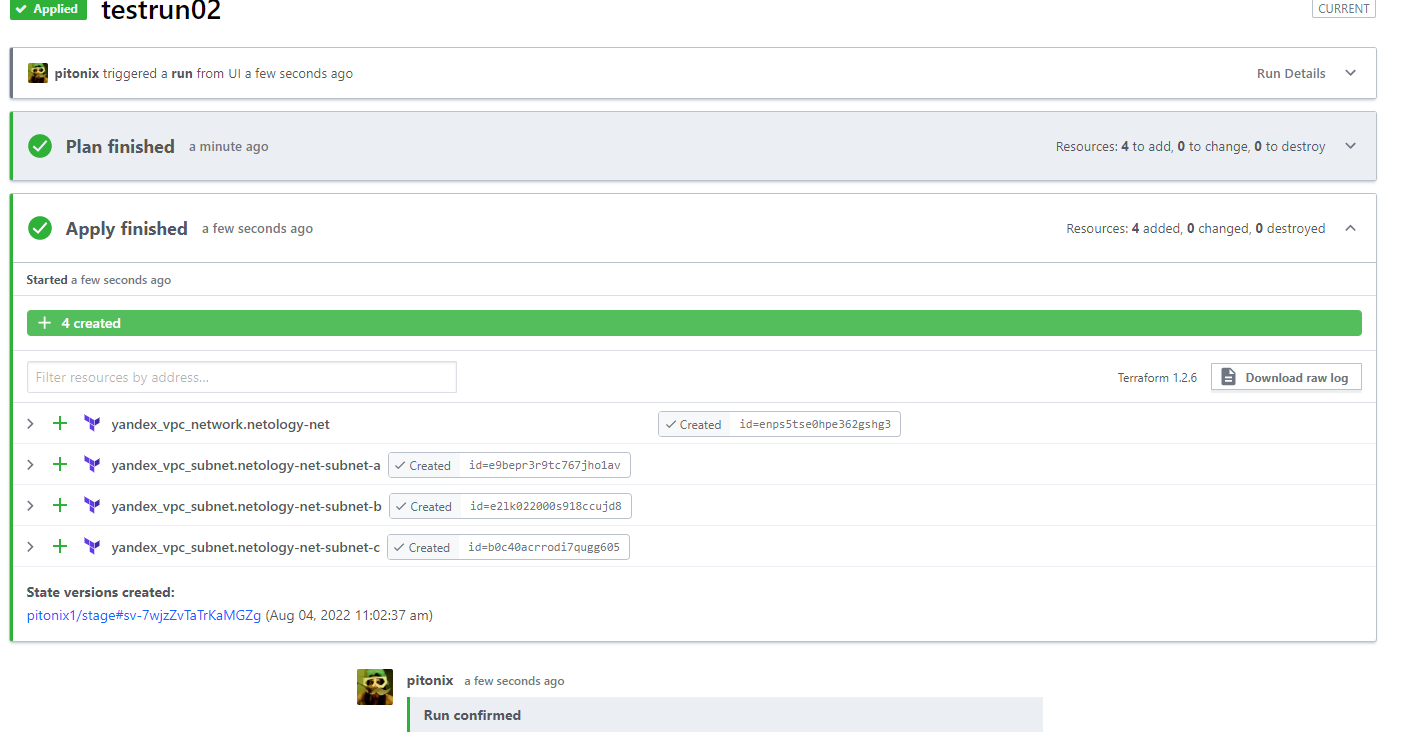 Applied testrun02 CURRENT
pitonix triggered a run from UI a few seconds ago Run Details
Plan finished a minute ago Resources: 4 to add, 0 to change, 0 to destroy
Apply finished a few seconds ago Resources: 4 added, 0 changed, 0 destroyed
Started a few seconds ago
+ 4 created
Filter resources by address... Terraform 1.2.6 Download raw log
yandex_vpc_network.netology-net Created id=enps5tse0hpe362gshg3
yandex_vpc_subnet.netology-net-subnet-a Created id=e9bepr3r9tc767jho1av
yandex_vpc_subnet.netology-net-subnet-b Created id=e2lk022000s918ccujd8
yandex_vpc_subnet.netology-net-subnet-c Created id=b0c40acrrodi7qugg605
State versions created:
pitonix1/stage#sv-7wjzZvTaTrKaMGZg (Aug 04, 2022 11:02:37 am)
pitonix a few seconds ago
Run confirmed